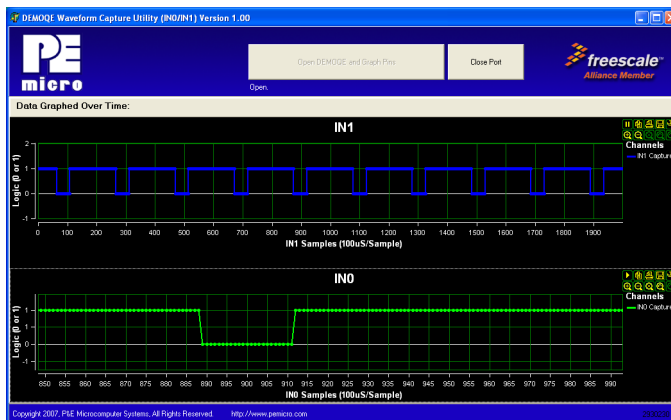 DEMOQE Waveform Capture Utility (IN0/IN1) Version 1.00
PE
micro
Open DEMOQE and Graph Pins
Close Port
freescale™
Alliance Member
Open.
Data Graphed Over Time:
IN1
Channels
IN1 Capture
Logic (0 or 1)
2
1
0
-1
0 100 200 300 400 500 600 700 800 900 1000 1100 1200 1300 1400 1500 1600 1700 1800 1900
IN1 Samples (100uS/Sample)
IN0
Channels
IN0 Capture
Logic (0 or 1)
1
1
0
-1
850 855 860 865 870 875 880 885 890 895 900 905 910 915 920 925 930 935 940 945 950 955 960 965 970 975 980 985 990
IN0 Samples (100uS/Sample)
Copyright 2007, P&E Microcomputer Systems, All Rights Reserved. http://www.pemicro.com